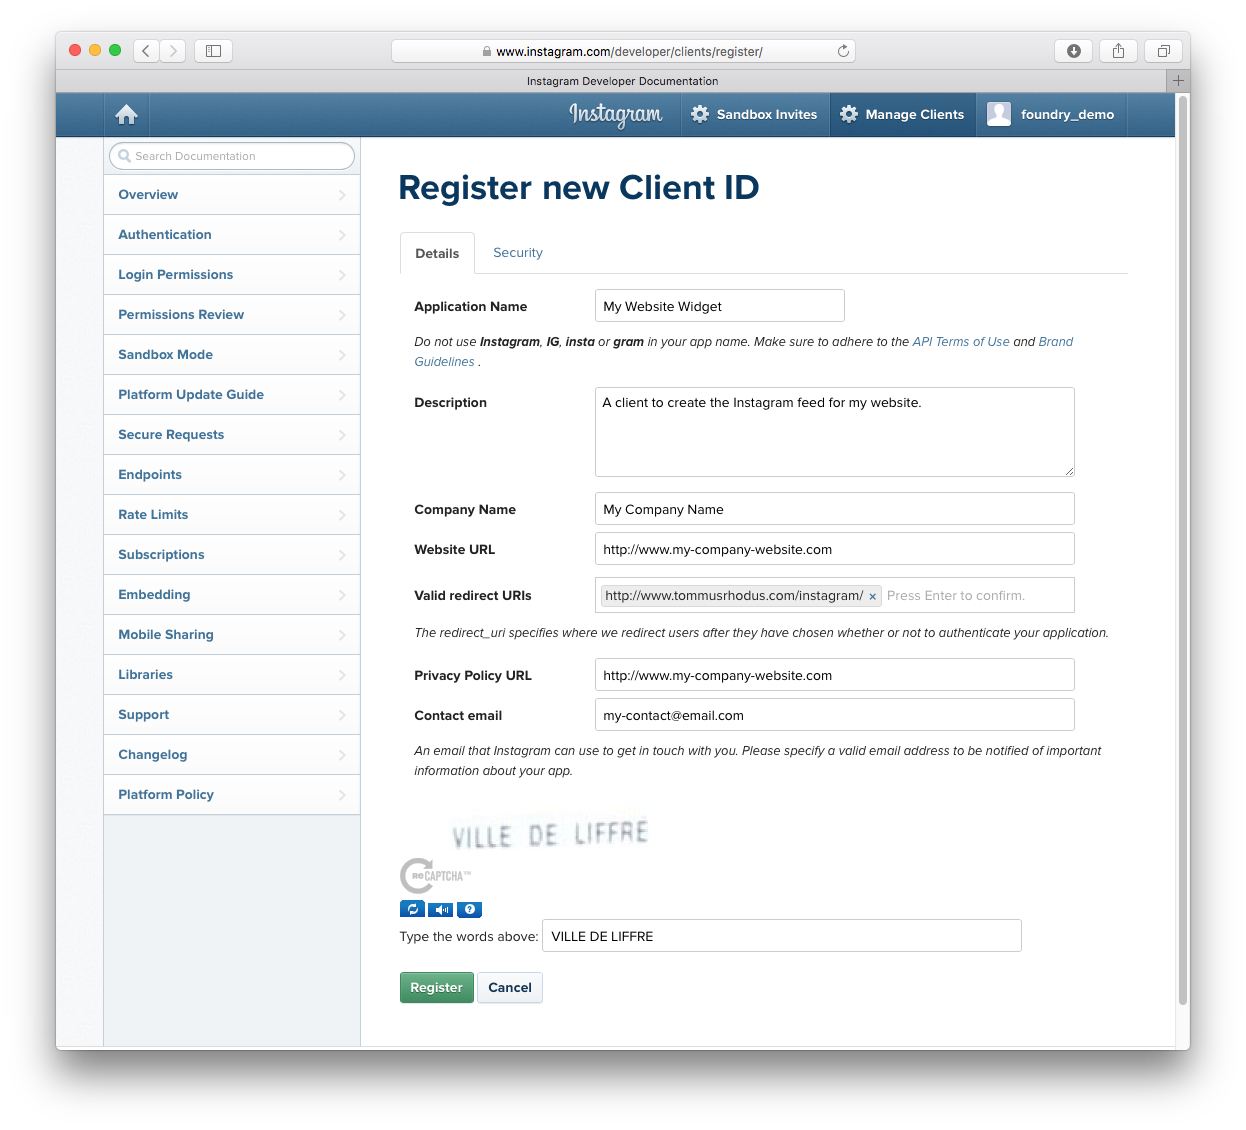 www.instagram.com/developer/clients/register/
Instagram Developer Documentation
Instagram
Sandbox Invites
Manage Clients
foundry_demo
Search Documentation
Overview
Authentication
Login Permissions
Permissions Review
Sandbox Mode
Platform Update Guide
Secure Requests
Endpoints
Rate Limits
Subscriptions
Embedding
Mobile Sharing
Libraries
Support
Changelog
Platform Policy
Register new Client ID
Details
Security
Application Name
My Website Widget
Do not use Instagram, IG, insta or gram in your app name. Make sure to adhere to the API Terms of Use and Brand
Guidelines .
Description
A client to create the Instagram feed for my website.
Company Name
My Company Name
Website URL
http://www.my-company-website.com
Valid redirect URIs
http://www.tommusrhodus.com/instagram/ × Press Enter to confirm.
The redirect_uri specifies where we redirect users after they have chosen whether or not to authenticate your application.
Privacy Policy URL
http://www.my-company-website.com
Contact email
my-contact@email.com
An email that Instagram can use to get in touch with you. Please specify a valid email address to be notified of important
information about your app.
VILLE DE LIFFRE
ReCAPTCHA™
Type the words above:
VILLE DE LIFFRE
Register
Cancel